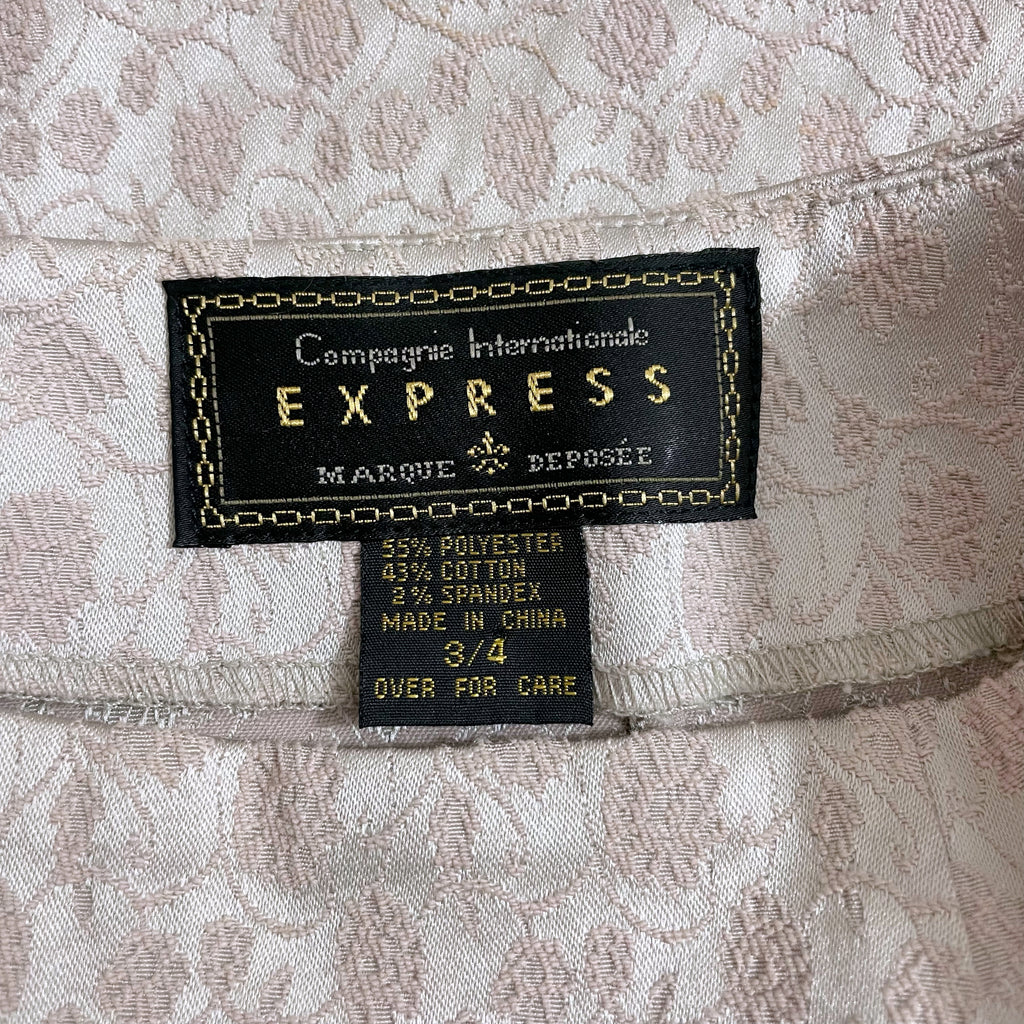 Compagnie Internationale
EXPRESS
MARQUE DEPOSÉE
55% POLYESTER
43% COTTON
2% SPANDEX
MADE IN CHINA
3/4
OVER FOR CARE